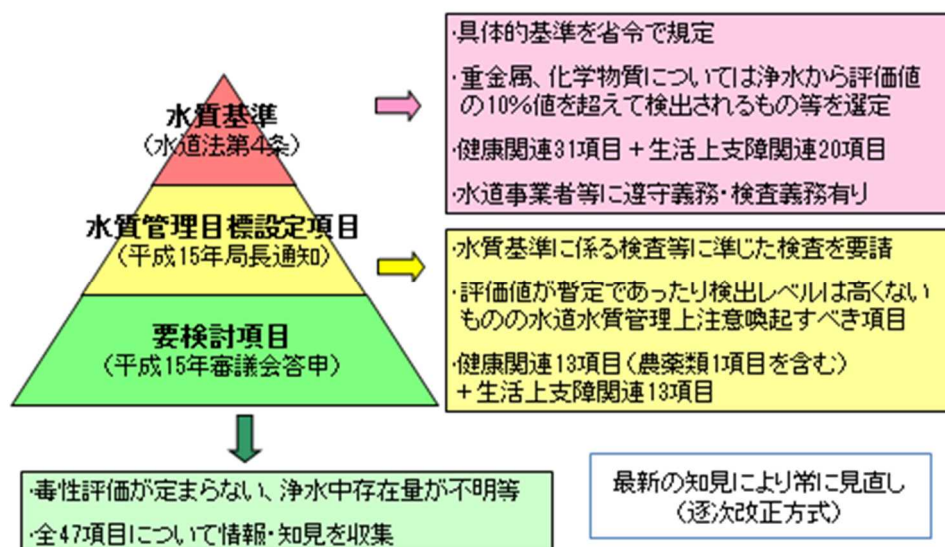 水質基準
(水道法第4条)
・具体的基準を省令で規定
・重金属、化学物質については浄水から評価値
の10%値を超えて検出されるもの等を選定
・健康関連31項目+生活上支障関連20項目
・水道事業者等に遵守義務・検査義務有り
水質管理目標設定項目
(平成15年局長通知)
・水質基準に係る検査等に準じた検査を要請
・評価値が暫定であったり検出レベルは高くない
ものの水道水質管理上注意喚起すべき項目
・健康関連13項目(農薬類1項目を含む)
+生活上支障関連13項目
要検討項目
(平成15年審議会答申)
・毒性評価が定まらない、浄水中存在量が不明等
・全47項目について情報・知見を収集
最新の知見により常に見直し
(逐次改正方式)